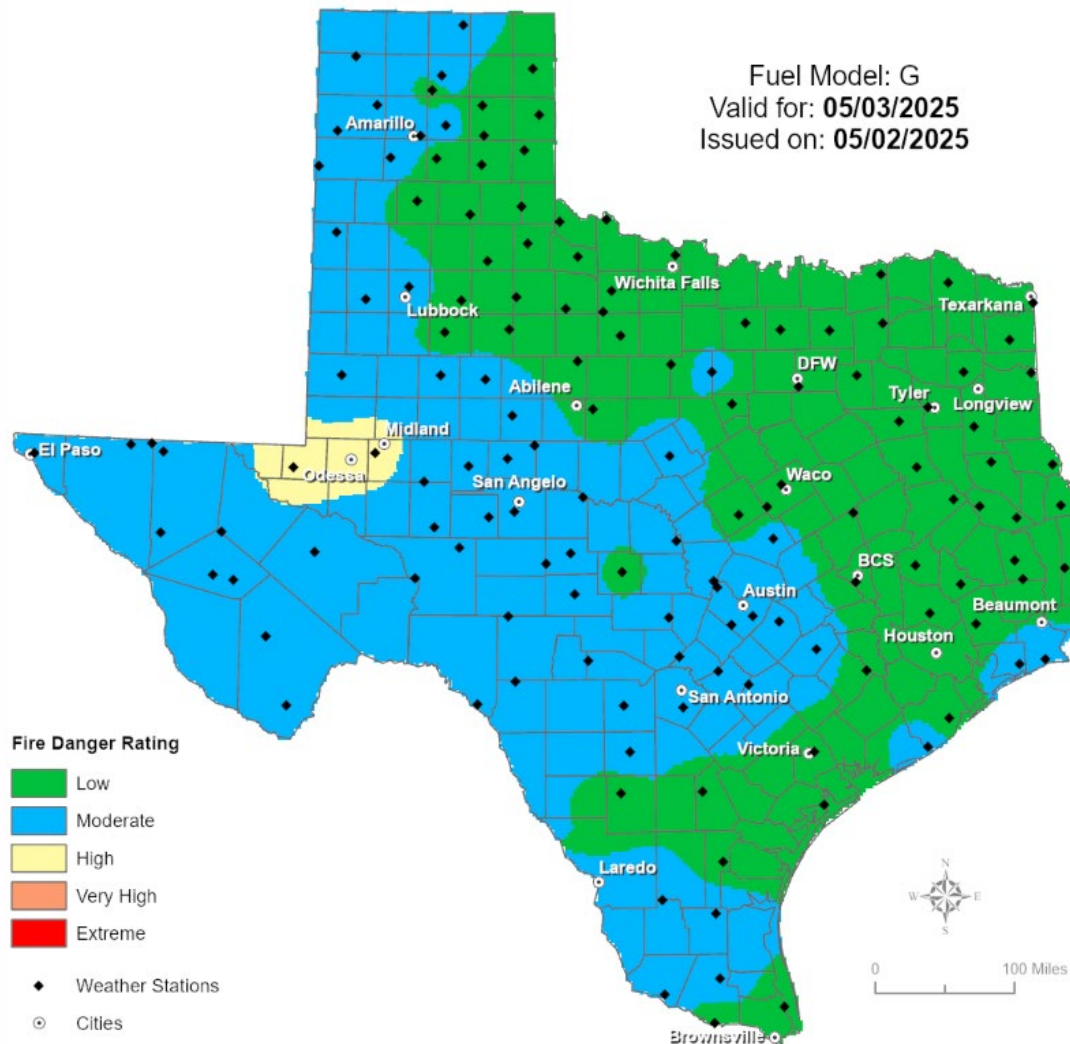 Fuel Model: G
Valid for: 05/03/2025
Issued on: 05/02/2025
Amarillo
Wichita Falls
Lubbock
Texarkana
DFW
Abilene
Tyler
Longview
Midland
El Paso
Odessa
San Angelo
Waco
BCS
Austin
Beaumont
Houston
San Antonio
Victoria
Laredo
Brownsville
Fire Danger Rating
Low
Moderate
High
Very High
Extreme
Weather Stations
Cities
N
W E
S
0 100 Miles